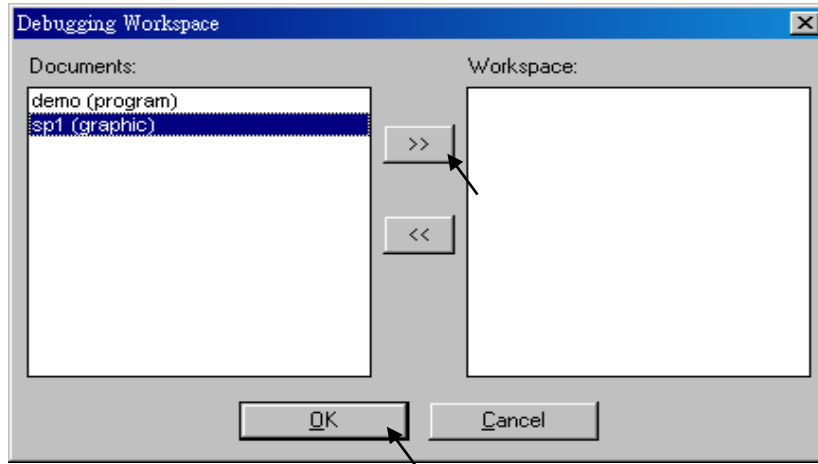 Debugging Workspace
Documents:
Workspace:
demo (program)
sp1 (graphic)
>>
<<
OK
Cancel